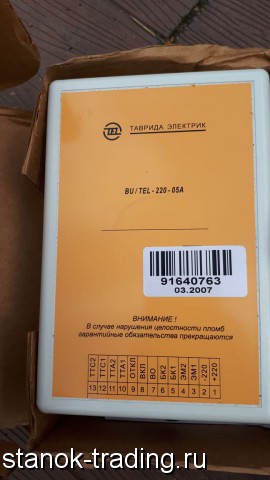 TEL
ТАВРИДА ЭЛЕКТРИК
BU / TEL - 220 - 05A
91640763
03.2007
ВНИМАНИЕ !
В случае нарушения целостности пломб
гарантийные обязательства прекращаются
ТТС2 ТТС1 ТТА2 ТТА1 ОТКЛ ВКЛ ВО БК2 БК1 ЭМ2 ЭМ1 -220 +220
13 12 11 10 9 8 7 6 5 4 3 2 1
stanok-trading.ru